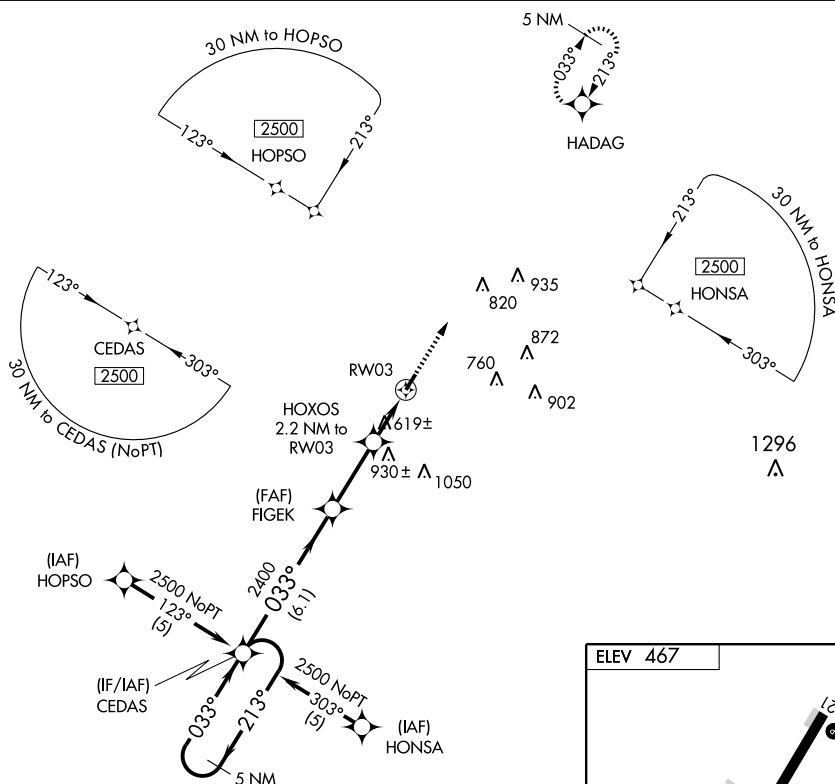 30 NM to HOPSO
123°
2500
HOPSO
213°
5 NM
033°
213°
HADAG
213°
30 NM to HONSA
2500
HONSA
303°
123°
CEDAS
2500
303°
30 NM to CEDAS (NoPT)
820
935
872
760
902
1296
RW03
HOXOS
2.2 NM to
RW03
619±
930±
1050
(FAF)
FIGEK
(IAF)
HOPSO
2500 NoPT
123°
(5)
2400
033°
(6.1)
(IF/IAF)
CEDAS
033°
213°
5 NM
2500 NoPT
303°
(5)
(IAF)
HONSA
ELEV 467
21